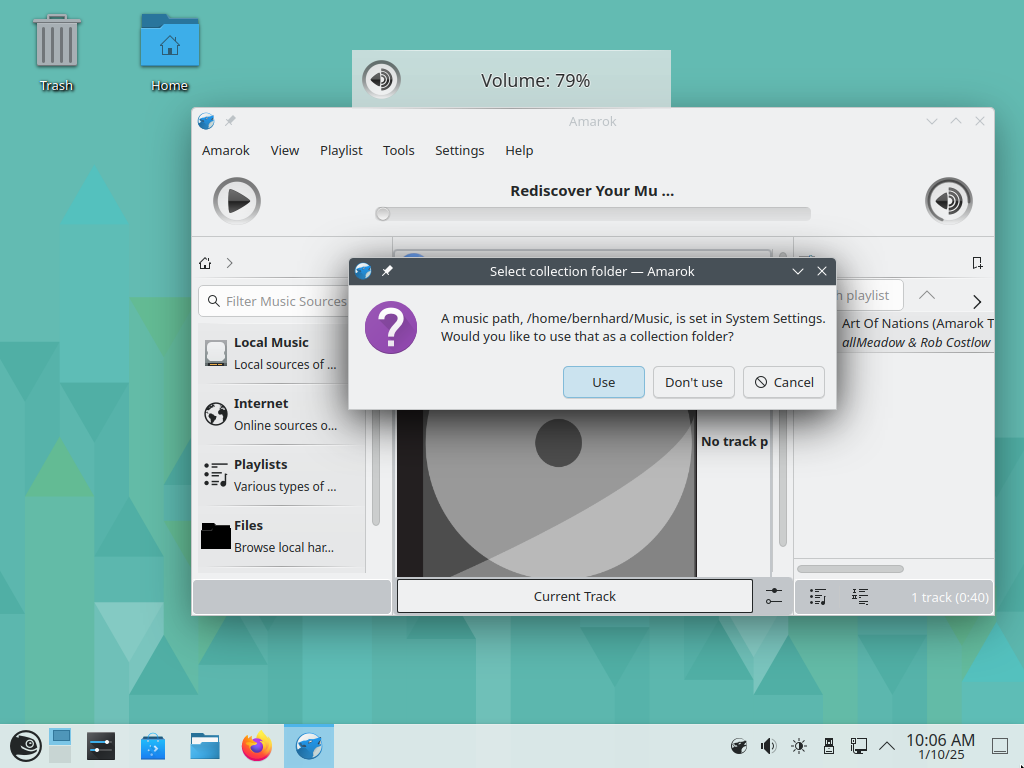 Trash
Home
Volume: 79%
Amarok
Amarok View Playlist Tools Settings Help
Rediscover Your Mu ...
Filter Music Sources
Local Music
Local sources of ...
Internet
Online sources o...
Playlists
Various types of ...
Files
Browse local har...
Select collection folder — Amarok
A music path, /home/bernhard/Music, is set in System Settings.
Would you like to use that as a collection folder?
Use Don't use Cancel
playlist
Art Of Nations (Amarok T
allMeadow & Rob Costlow
No track p
Current Track
1 track (0:40)
10:06 AM
1/10/25